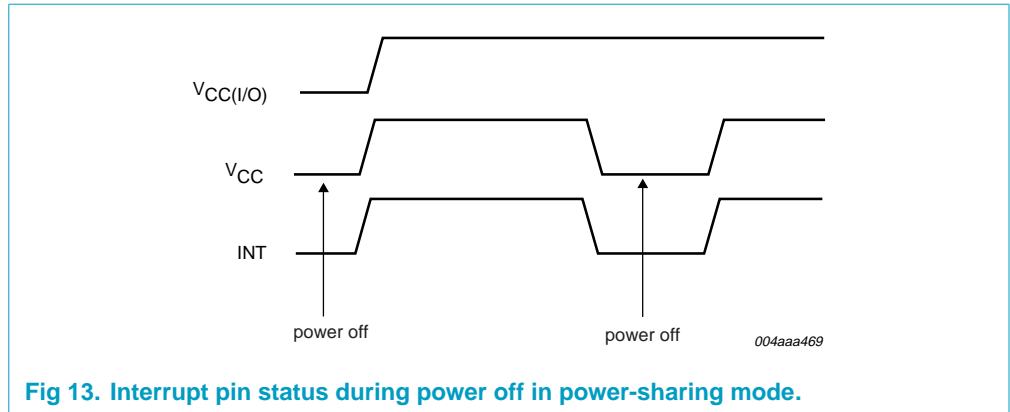 VCC(I/O)
VCC
INT
power off
power off
004aaa469
Fig 13. Interrupt pin status during power off in power-sharing mode.